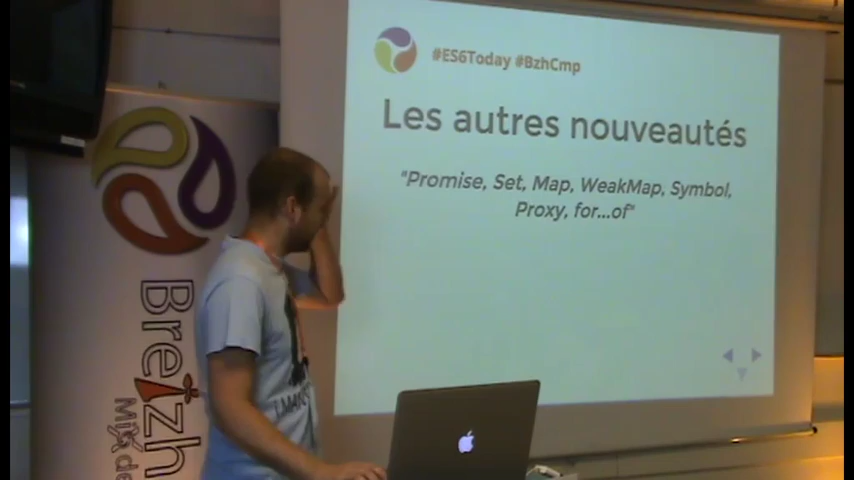 #ES6Today #BzhCmp
Les autres nouveautés
"Promise, Set, Map, WeakMap, Symbol,
Proxy, for...of"
Breizh